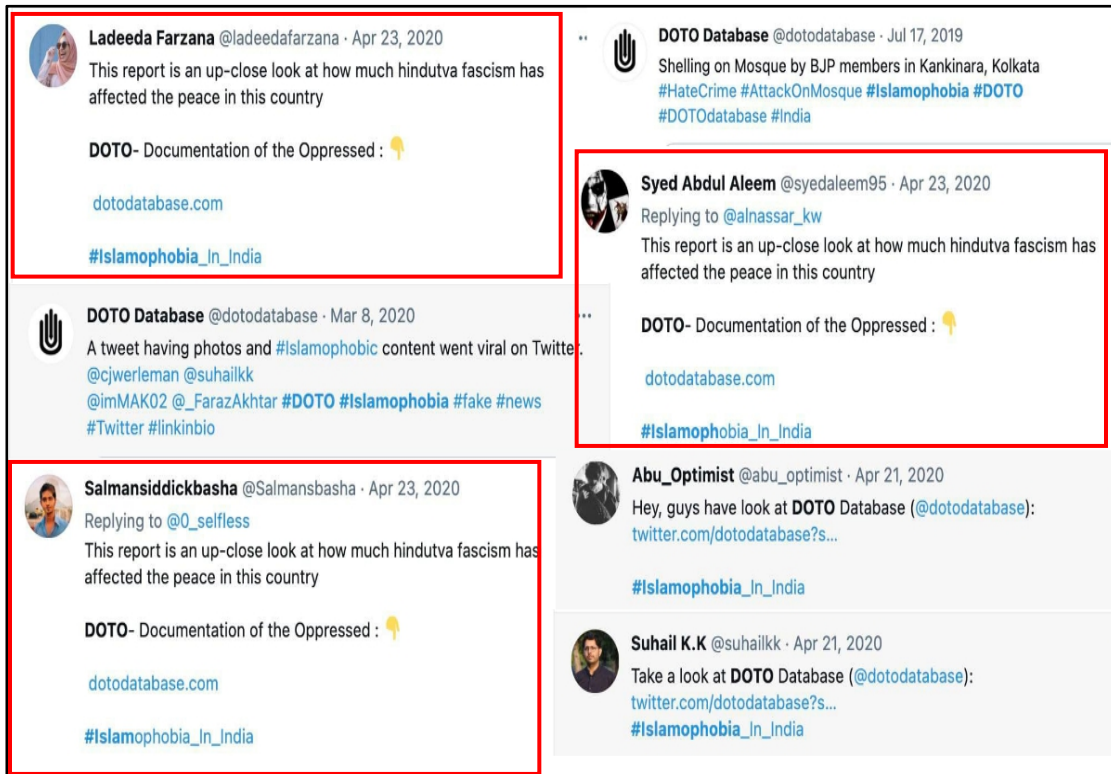 Ladeeda Farzana @ladeedafarzana · Apr 23, 2020
This report is an up-close look at how much hindutva fascism has
affected the peace in this country
DOTO- Documentation of the Oppressed : 👇
dotodatabase.com
#Islamophobia_In_India
DOTO Database @dotodatabase · Mar 8, 2020
A tweet having photos and #Islamophobic content went viral on Twitter.
@cjwerleman @suhailkk
@imMAK02 @_FarazAkhtar #DOTO #Islamophobia #fake #news
#Twitter #linkinbio
Salmansiddickbasha @Salmansbasha · Apr 23, 2020
Replying to @0_selfless
This report is an up-close look at how much hindutva fascism has
affected the peace in this country
DOTO- Documentation of the Oppressed : 👇
dotodatabase.com
#Islamophobia_In_India
DOTO Database @dotodatabase · Jul 17, 2019
Shelling on Mosque by BJP members in Kankinara, Kolkata
#HateCrime #AttackOnMosque #Islamophobia #DOTO
#DOTOdatabase #India
Syed Abdul Aleem @syedaleem95 · Apr 23, 2020
Replying to @alnassar_kw
This report is an up-close look at how much hindutva fascism has
affected the peace in this country
DOTO- Documentation of the Oppressed : 👇
dotodatabase.com
#Islamophobia_In_India
Abu_Optimist @abu_optimist · Apr 21, 2020
Hey, guys have look at DOTO Database (@dotodatabase):
twitter.com/dotodatabase?s...
#Islamophobia_In_India
Suhail K.K @suhailkk · Apr 21, 2020
Take a look at DOTO Database (@dotodatabase):
twitter.com/dotodatabase?s...
#Islamophobia_In_India